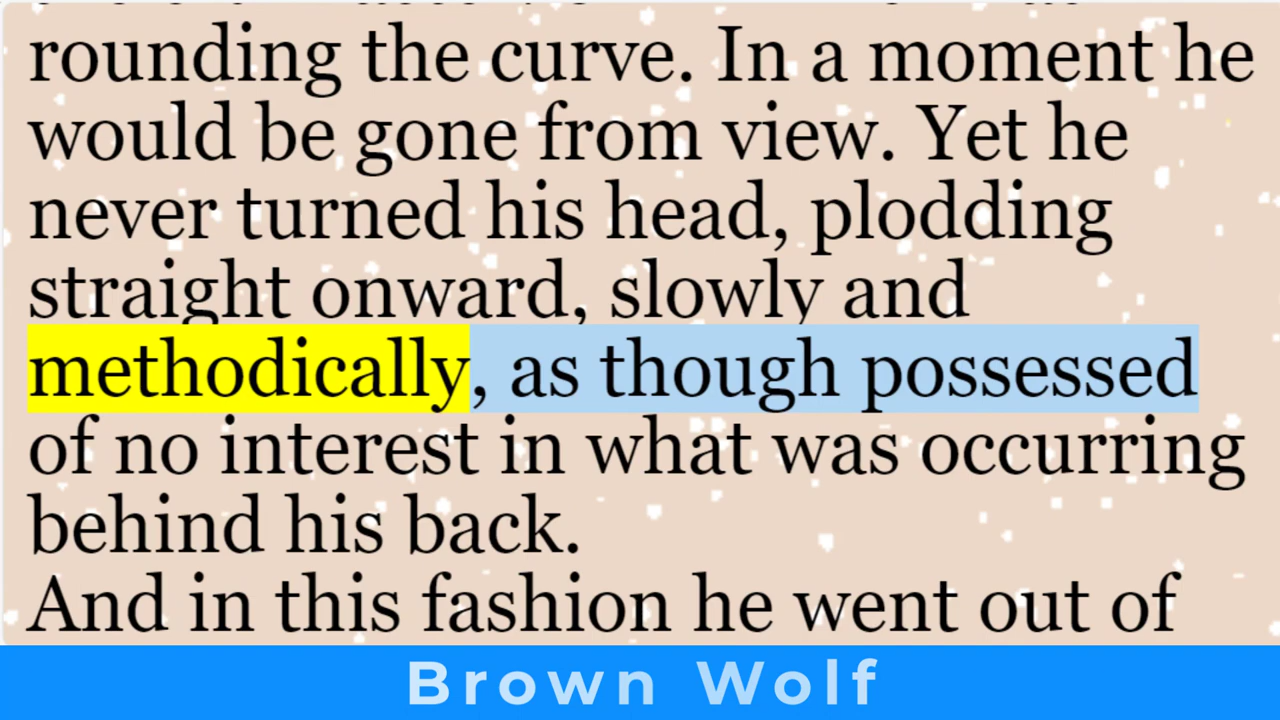 rounding the curve. In a moment he
would be gone from view. Yet he
never turned his head, plodding
straight onward, slowly and
methodically, as though possessed
of no interest in what was occurring
behind his back.
And in this fashion he went out of
Brown Wolf